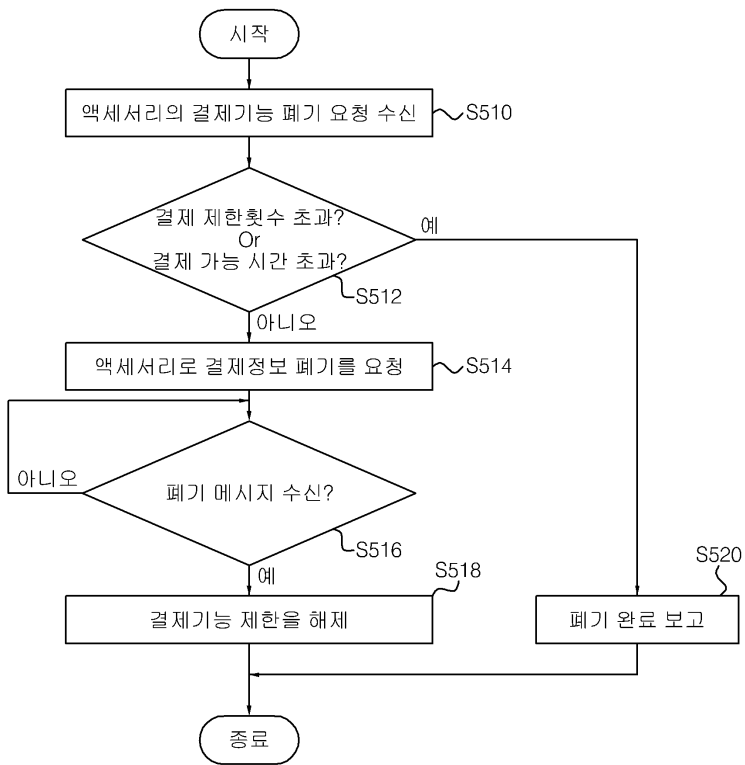 시작
액세서리의 결제기능 폐기 요청 수신
S510
결제 제한횟수 초과?
Or
결제 가능 시간 초과?
예
S512
아니오
액세서리로 결제정보 폐기를 요청
S514
아니오
폐기 메시지 수신?
S516
예
S518
S520
결제기능 제한을 해제
폐기 완료 보고
종료